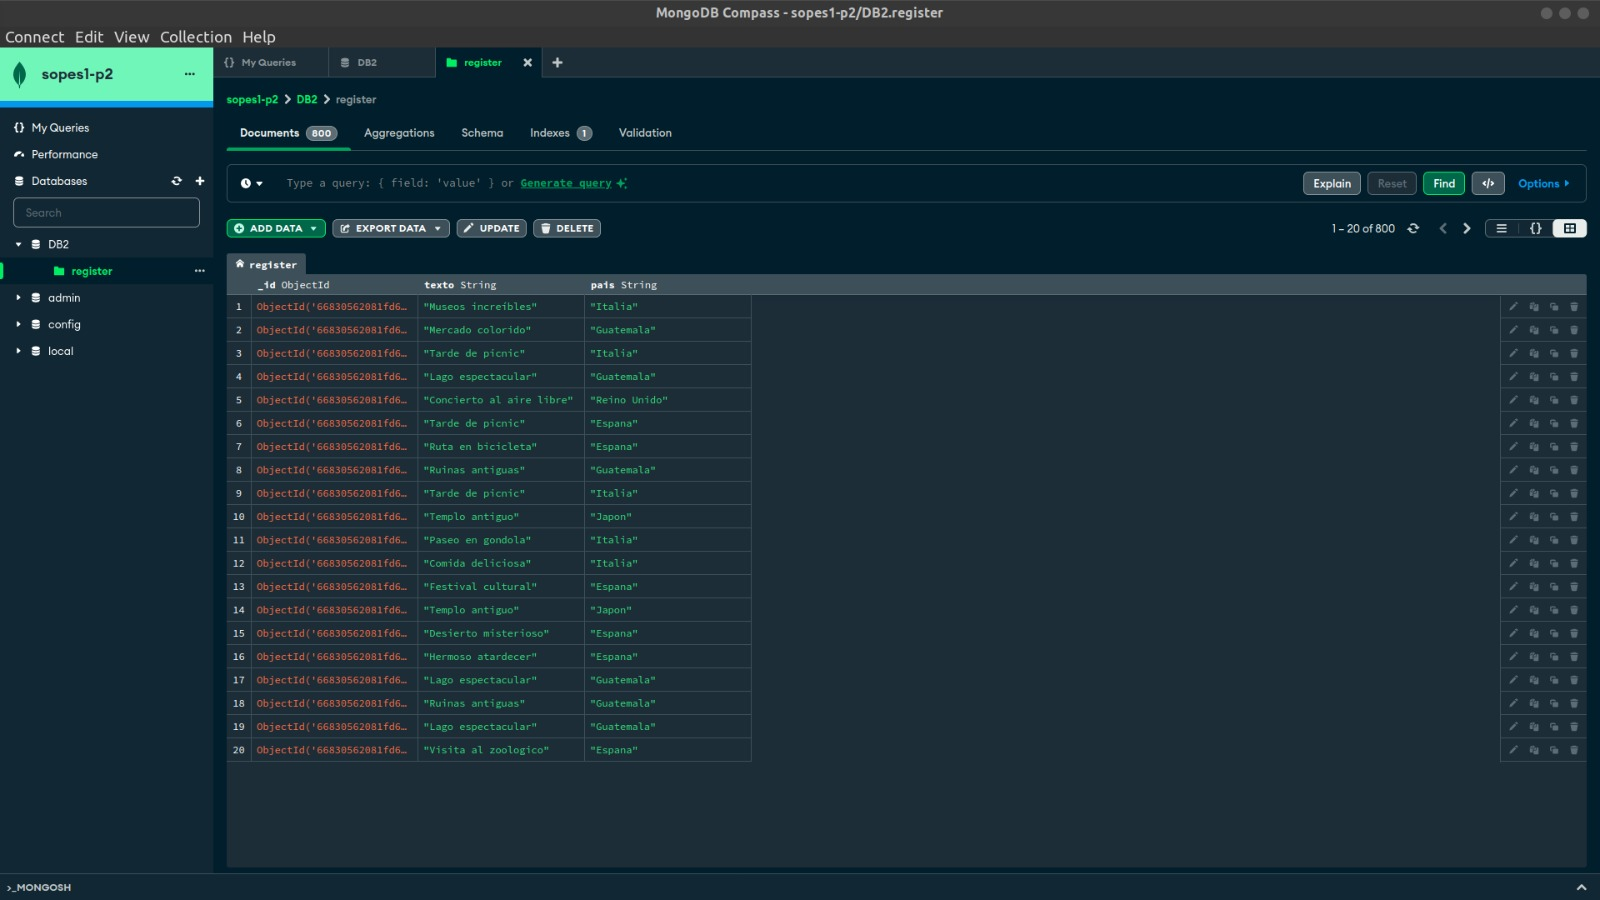 MongoDB Compass - sopes1-p2/DB2.register
Connect Edit View Collection Help
sopes1-p2 ...
{} My Queries
DB2
register
My Queries
Performance
Databases
Search
DB2
register ...
admin
config
local
sopes1-p2 > DB2 > register
Documents 800 Aggregations Schema Indexes 1 Validation
Type a query: { field: 'value' } or Generate query
Explain Reset Find </> Options
ADD DATA EXPORT DATA UPDATE DELETE
1 – 20 of 800 {}
register
_id ObjectId texto String pais String
1 ObjectId('66830562081fd6… "Museos increíbles" "Italia"
2 ObjectId('66830562081fd6… "Mercado colorido" "Guatemala"
3 ObjectId('66830562081fd6… "Tarde de picnic" "Italia"
4 ObjectId('66830562081fd6… "Lago espectacular" "Guatemala"
5 ObjectId('66830562081fd6… "Concierto al aire libre" "Reino Unido"
6 ObjectId('66830562081fd6… "Tarde de picnic" "Espana"
7 ObjectId('66830562081fd6… "Ruta en bicicleta" "Espana"
8 ObjectId('66830562081fd6… "Ruinas antiguas" "Guatemala"
9 ObjectId('66830562081fd6… "Tarde de picnic" "Italia"
10 ObjectId('66830562081fd6… "Templo antiguo" "Japon"
11 ObjectId('66830562081fd6… "Paseo en gondola" "Italia"
12 ObjectId('66830562081fd6… "Comida deliciosa" "Italia"
13 ObjectId('66830562081fd6… "Festival cultural" "Espana"
14 ObjectId('66830562081fd6… "Templo antiguo" "Japon"
15 ObjectId('66830562081fd6… "Desierto misterioso" "Espana"
16 ObjectId('66830562081fd6… "Hermoso atardecer" "Espana"
17 ObjectId('66830562081fd6… "Lago espectacular" "Guatemala"
18 ObjectId('66830562081fd6… "Ruinas antiguas" "Guatemala"
19 ObjectId('66830562081fd6… "Lago espectacular" "Guatemala"
20 ObjectId('66830562081fd6… "Visita al zoologico" "Espana"
>_MONGOSH